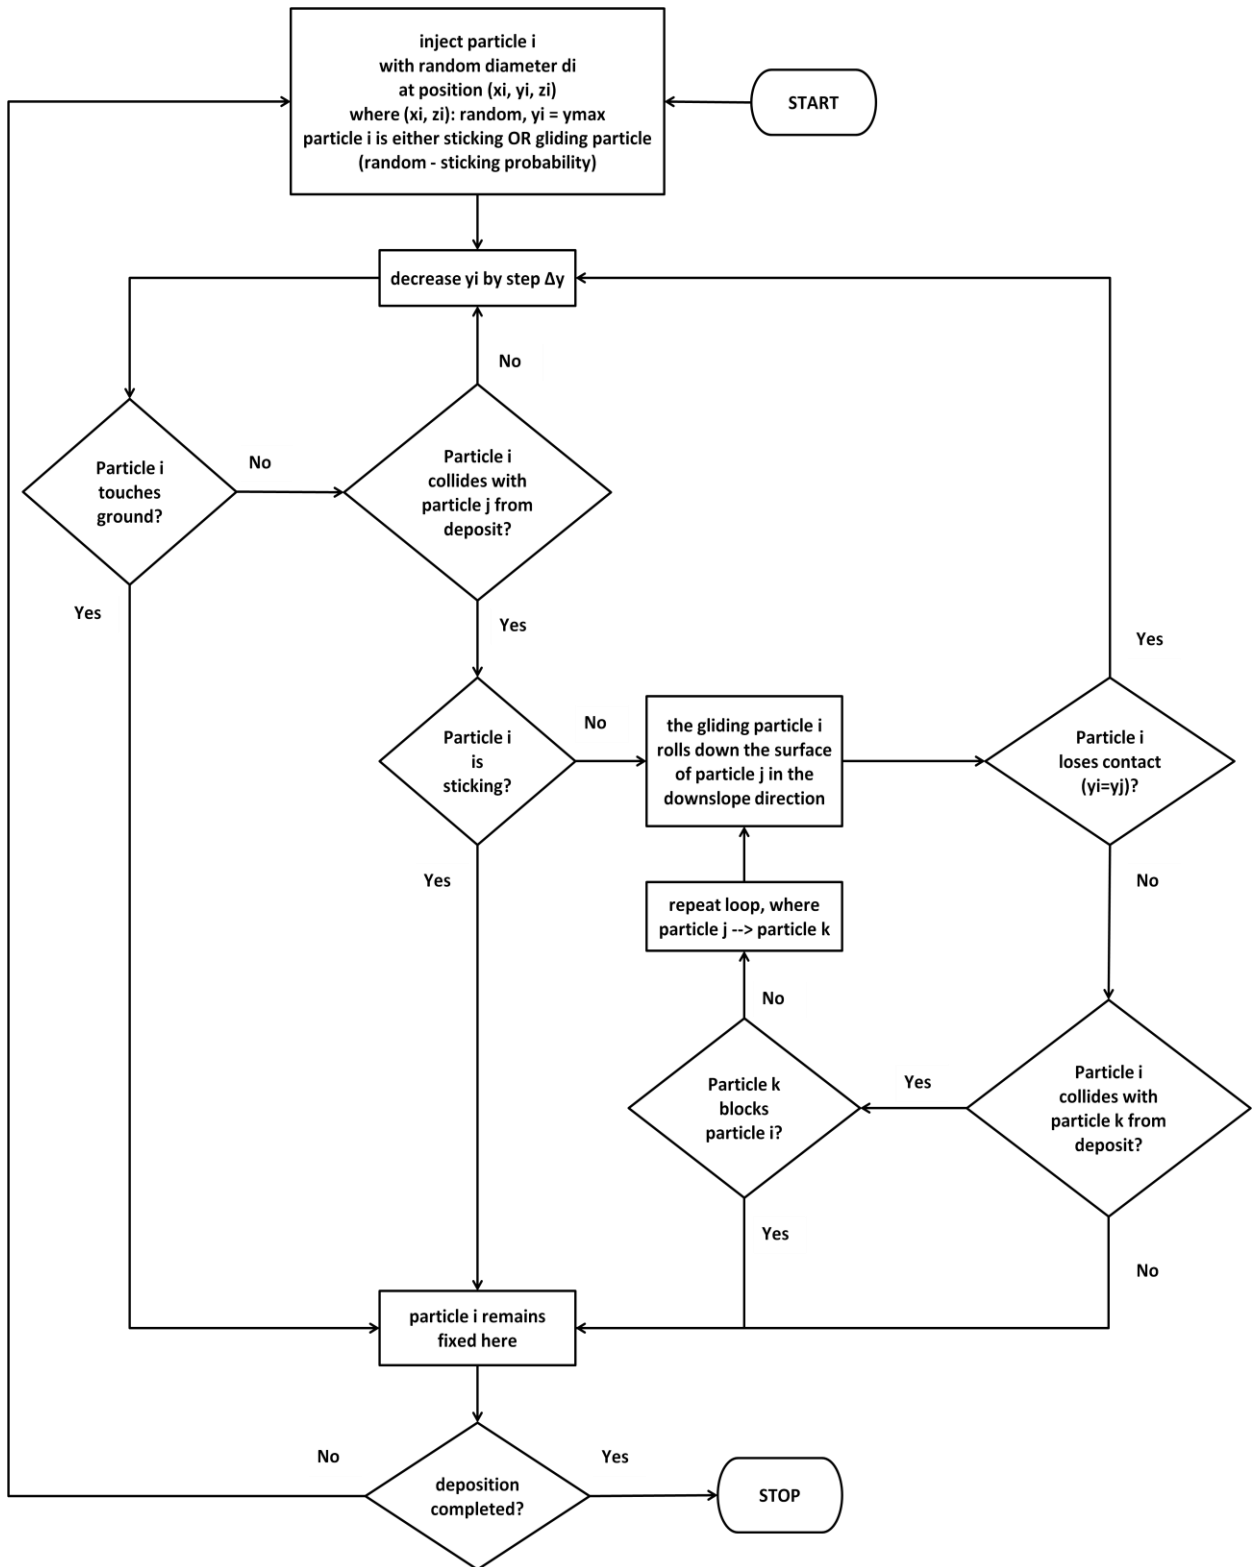 inject particle i
with random diameter di
at position (xi, yi, zi)
where (xi, zi): random, yi = ymax
particle i is either sticking OR gliding particle
(random - sticking probability)
START
decrease yi by step Δy
No
Particle i
touches
ground?
No
Particle i
collides with
particle j from
deposit?
Yes
Yes
Yes
Particle i
is
sticking?
No
the gliding particle i
rolls down the surface
of particle j in the
downslope direction
Particle i
loses contact
(yi=yj)?
Yes
No
repeat loop, where
particle j --> particle k
No
Particle k
blocks
particle i?
Yes
Particle i
collides with
particle k from
deposit?
Yes
No
particle i remains
fixed here
No
deposition
completed?
Yes
STOP